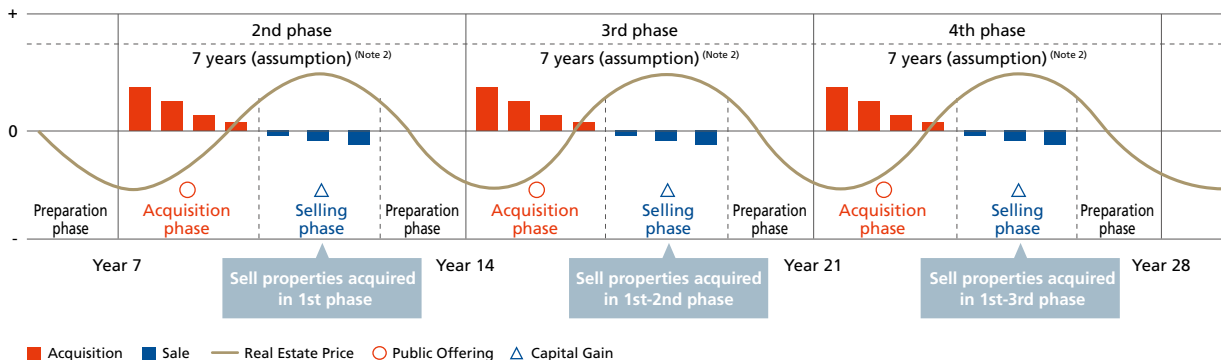 +
2nd phase
3rd phase
4th phase
7 years (assumption) (Note 2)
7 years (assumption) (Note 2)
7 years (assumption) (Note 2)
0
Preparation
phase
Acquisition
phase
Selling
phase
Preparation
phase
Acquisition
phase
Selling
phase
Preparation
phase
Acquisition
phase
Selling
phase
Preparation
phase
-
Year 7
Year 14
Year 21
Year 28
Sell properties acquired
in 1st phase
Sell properties acquired
in 1st-2nd phase
Sell properties acquired
in 1st-3rd phase
Acquisition
Sale
Real Estate Price
Public Offering
Capital Gain